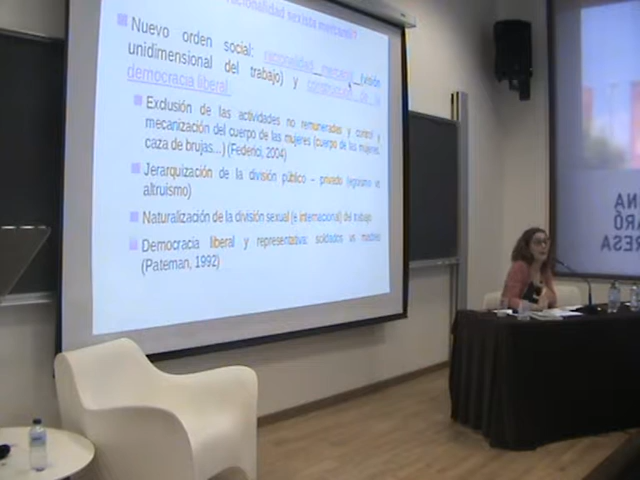 racionalidad sexista mercantil?
Nuevo orden social: racionalidad mercantil (visión
unidimensional del trabajo) y construcción de la
democracia liberal:
Exclusión de las actividades no remuneradas y control y
mecanización del cuerpo de las mujeres (cuerpo de las mujeres,
caza de brujas...) (Federici, 2004)
Jerarquización de la división público – privado (egoísmo vs
altruismo)
Naturalización de la división sexual (e internacional) del trabajo
Democracia liberal y representativa: soldados vs madres
(Pateman, 1992)